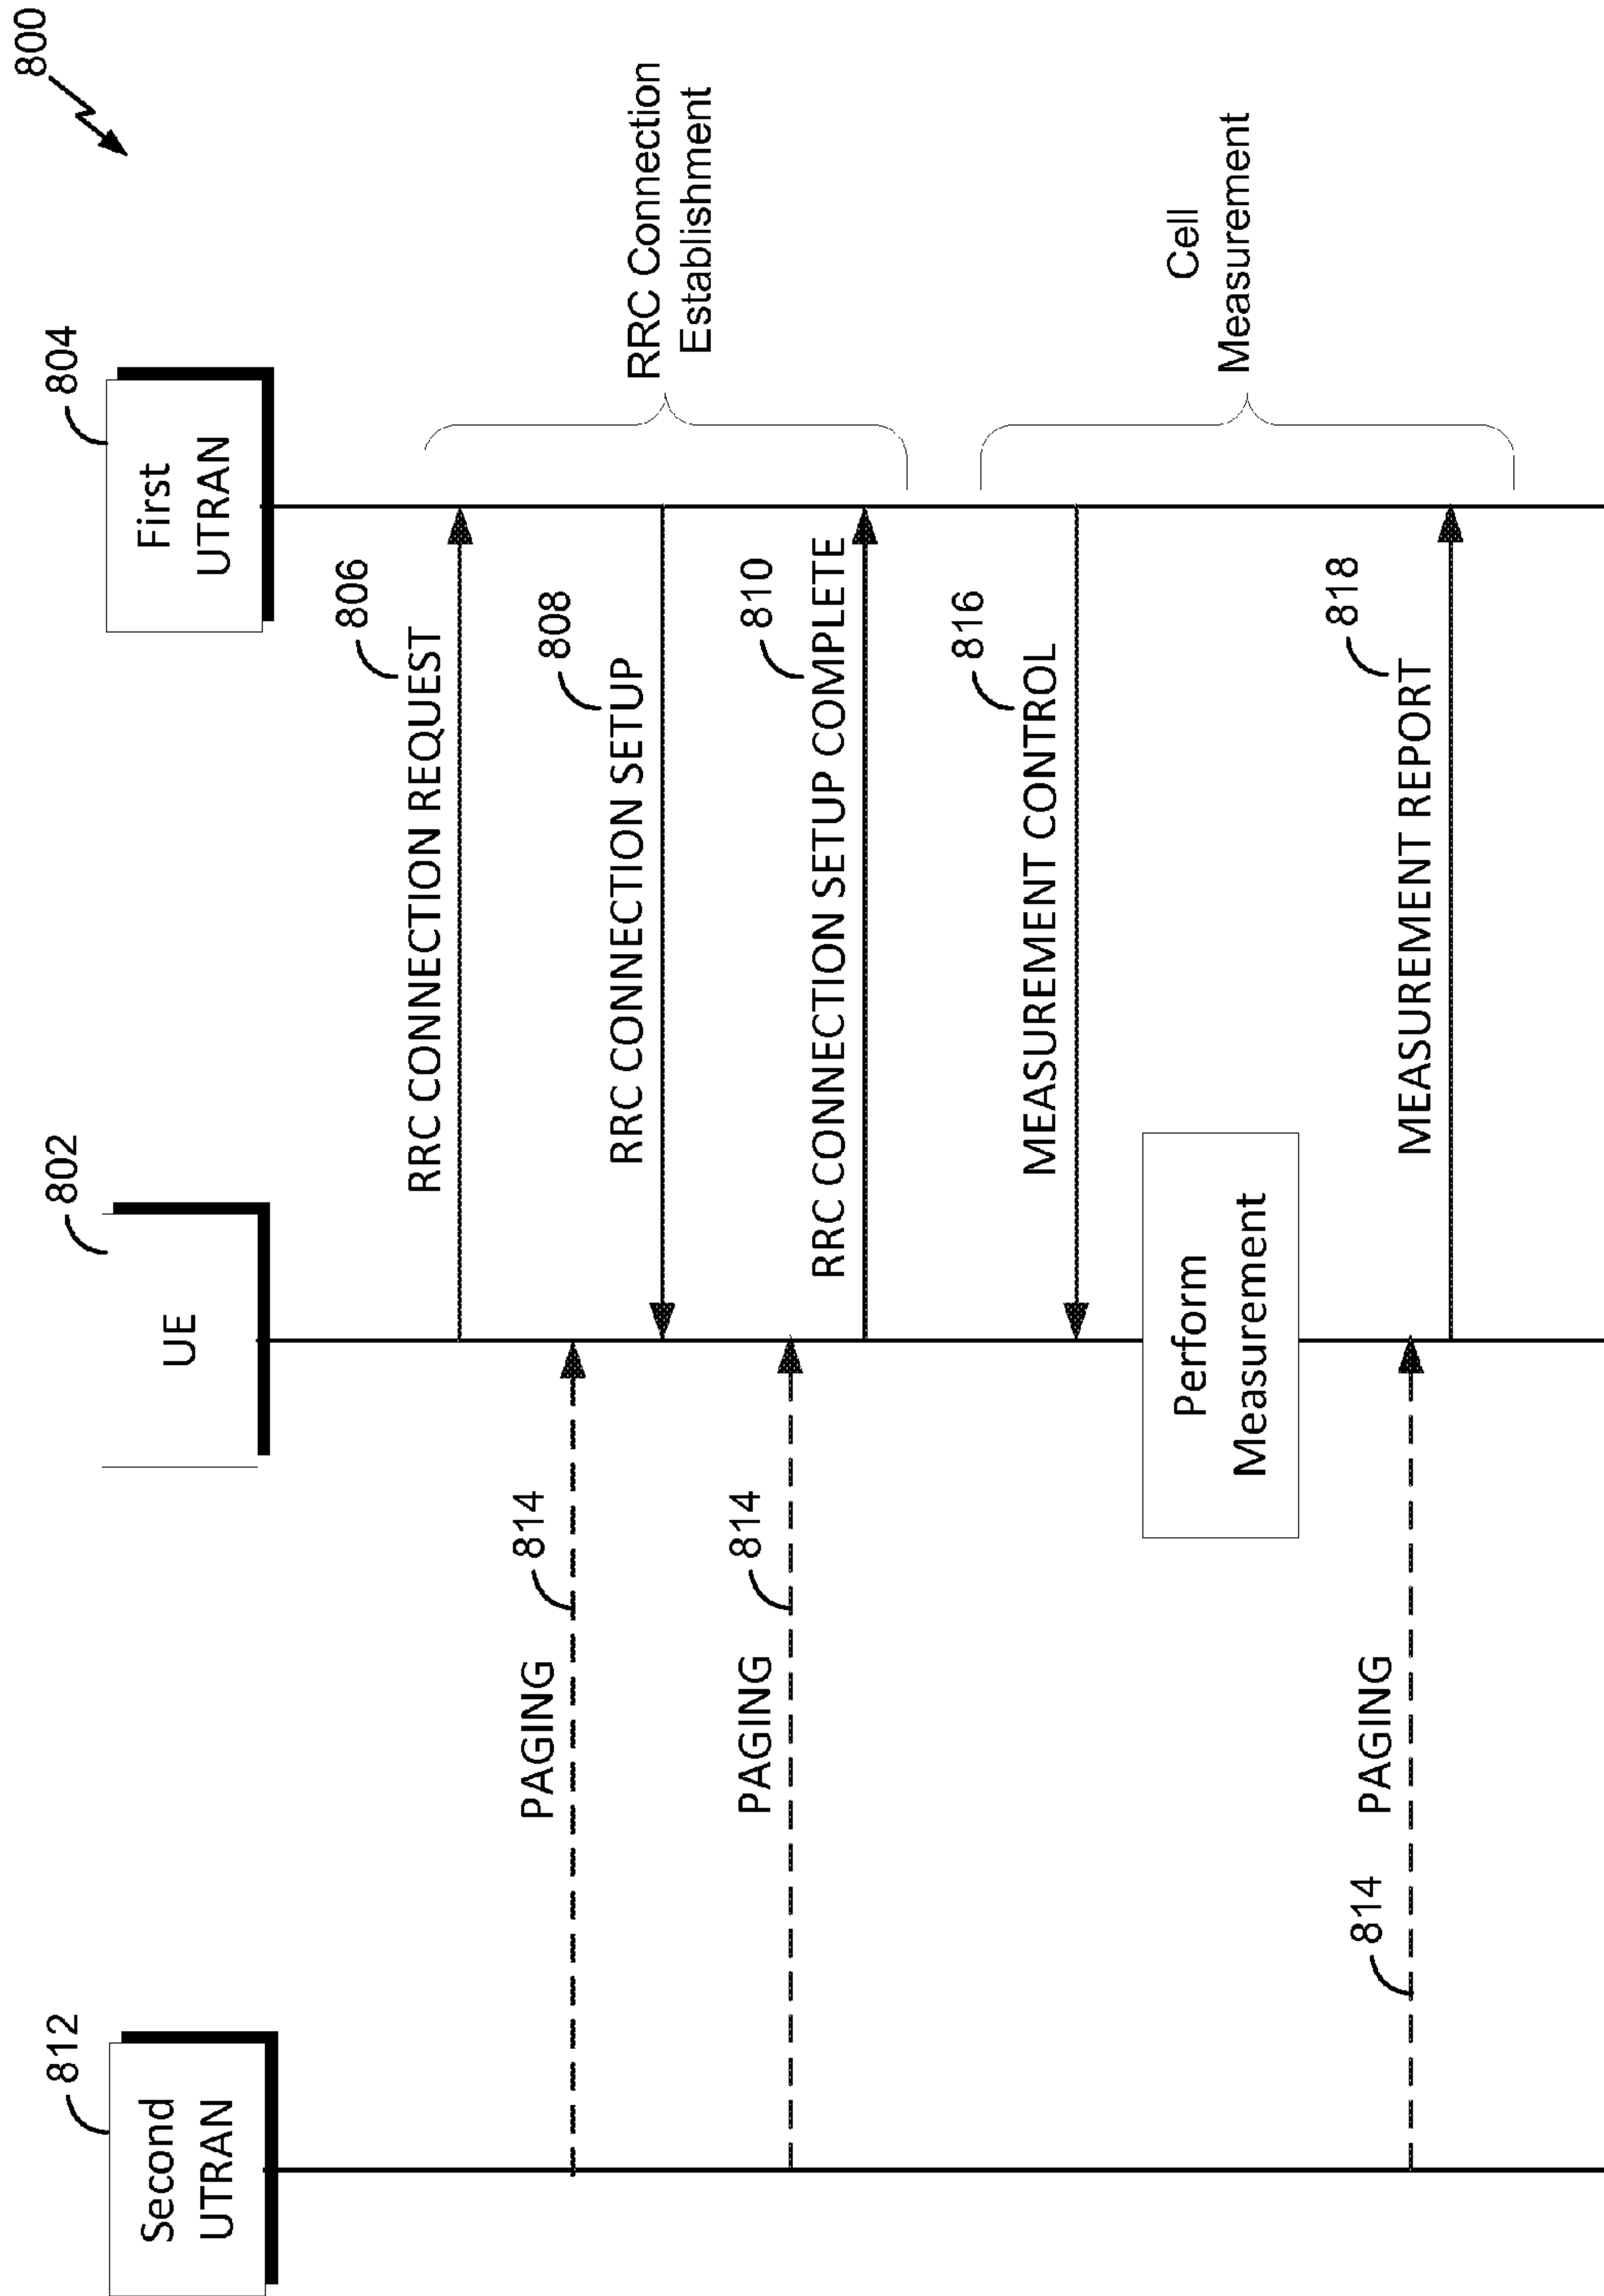 800
812
802
804
Second
UTRAN
UE
First
UTRAN
806
RRC CONNECTION REQUEST
814
PAGING
808
RRC CONNECTION SETUP
RRC Connection
Establishment
814
PAGING
810
RRC CONNECTION SETUP COMPLETE
816
MEASUREMENT CONTROL
Perform
Measurement
Cell
Measurement
814
PAGING
818
MEASUREMENT REPORT